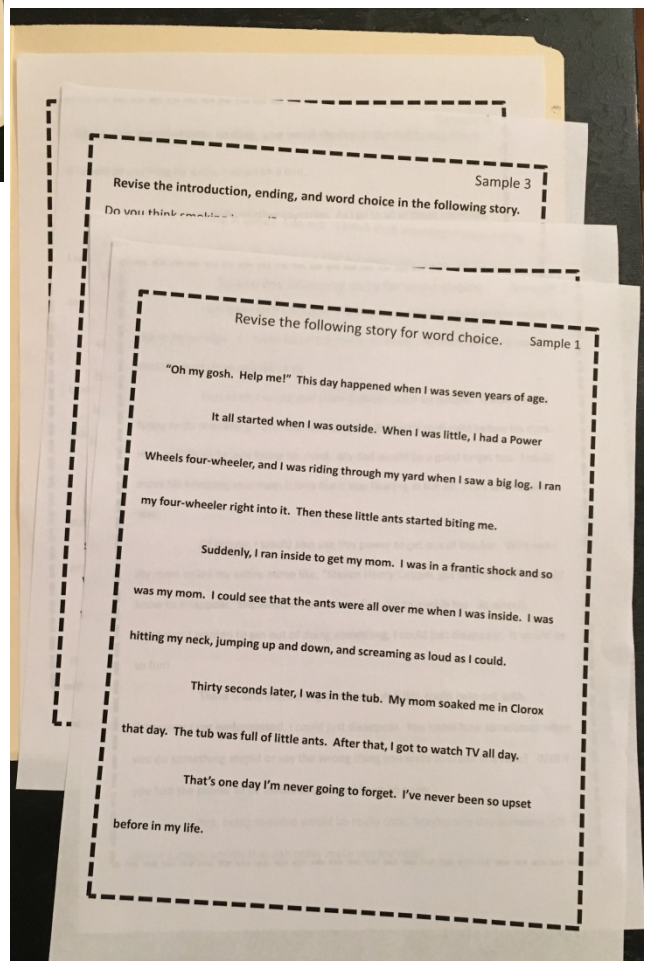 Sample 3
Revise the introduction, ending, and word choice in the following story.
Do you think smoking
Revise the following story for word choice. Sample 1
"Oh my gosh. Help me!" This day happened when I was seven years of age.
It all started when I was outside. When I was little, I had a Power
Wheels four-wheeler, and I was riding through my yard when I saw a big log. I ran
my four-wheeler right into it. Then these little ants started biting me.
Suddenly, I ran inside to get my mom. I was in a frantic shock and so
was my mom. I could see that the ants were all over me when I was inside. I was
hitting my neck, jumping up and down, and screaming as loud as I could.
Thirty seconds later, I was in the tub. My mom soaked me in Clorox
that day. The tub was full of little ants. After that, I got to watch TV all day.
That's one day I'm never going to forget. I've never been so upset
before in my life.